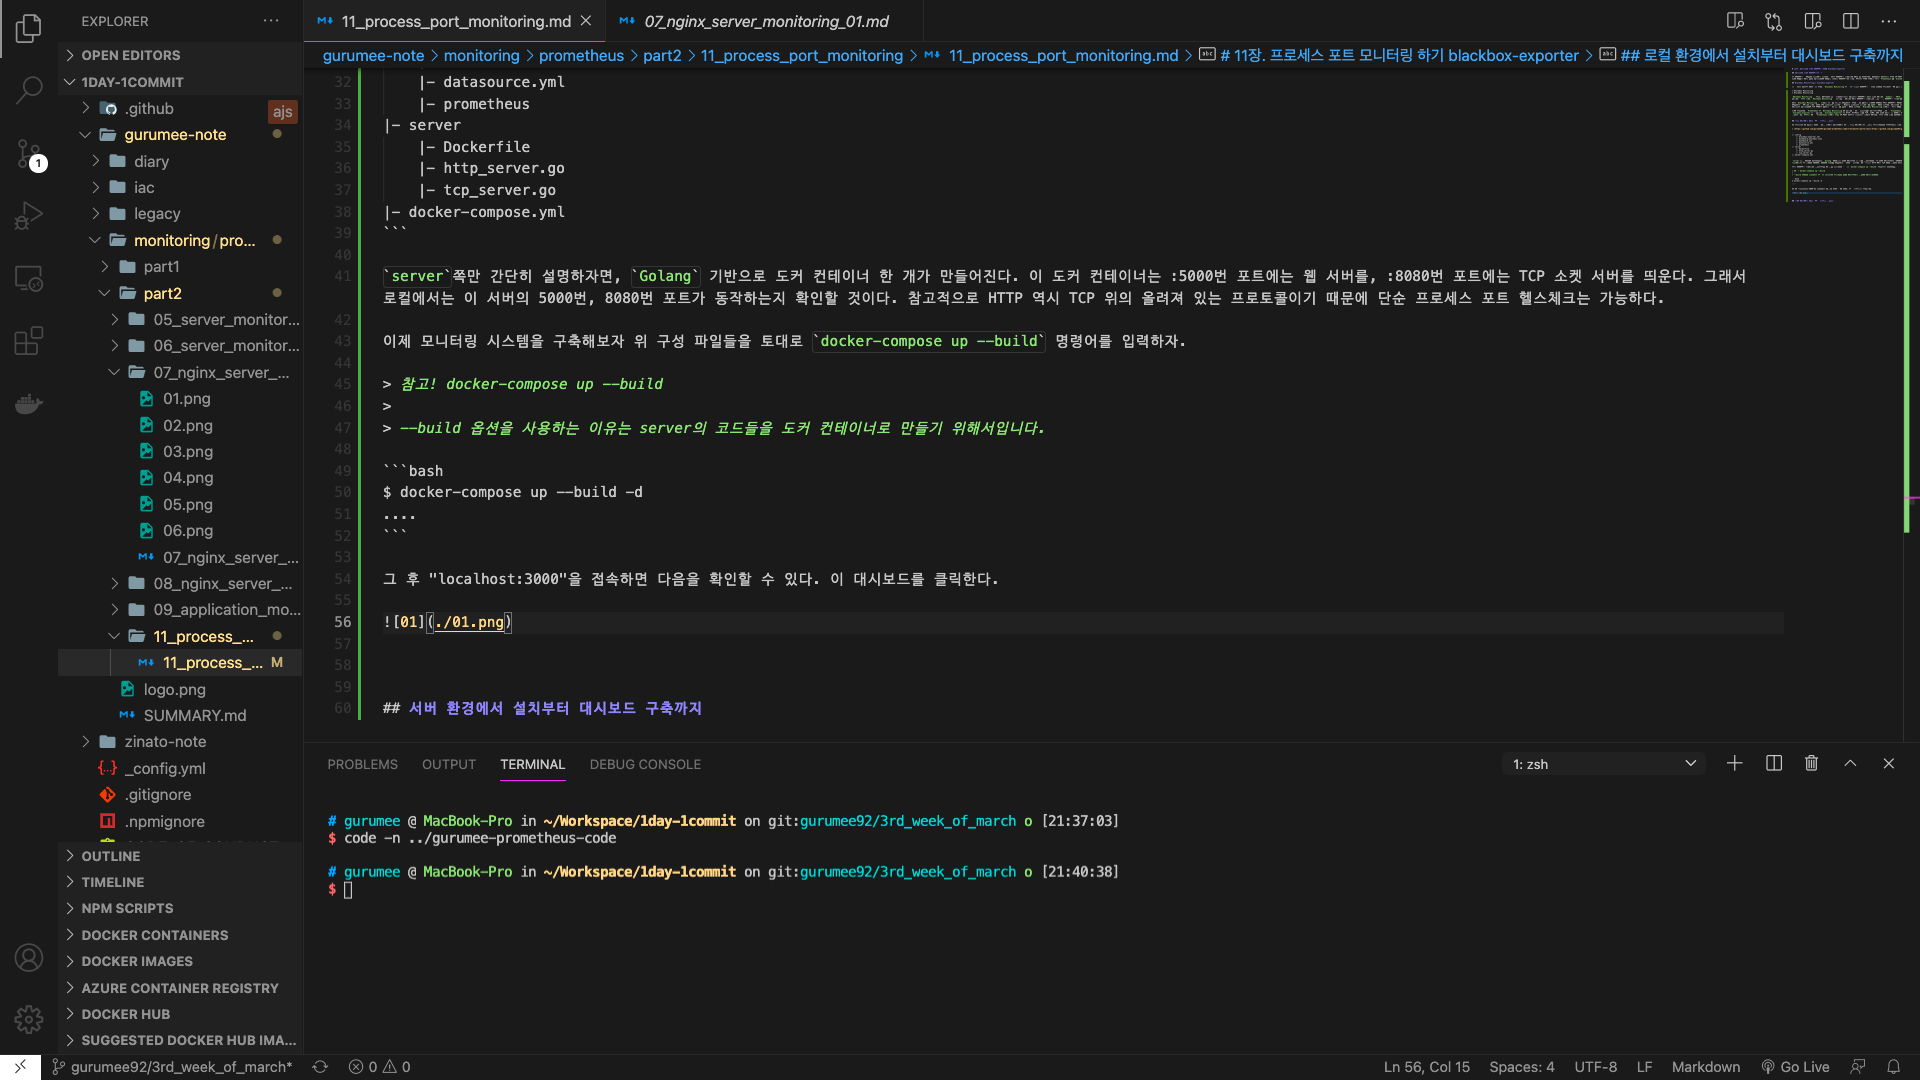 EXPLORER
11_process_port_monitoring.md
07_nginx_server_monitoring_01.md
OPEN EDITORS
gurumee-note > monitoring > prometheus > part2 > 11_process_port_monitoring > 11_process_port_monitoring.md > # 11장. 프로세스 포트 모니터링 하기 blackbox-exporter > ## 로컬 환경에서 설치부터 대시보드 구축까지
1DAY-1COMMIT
.github
ajs
gurumee-note
diary
iac
legacy
monitoring/pro...
part1
part2
05_server_monitor...
06_server_monitor...
07_nginx_server_...
01.png
02.png
03.png
04.png
05.png
06.png
07_nginx_server_...
08_nginx_server_...
09_application_mo...
11_process_...
11_process_... M
logo.png
SUMMARY.md
zinato-note
_config.yml
.gitignore
.npmignore
OUTLINE
TIMELINE
NPM SCRIPTS
DOCKER CONTAINERS
DOCKER IMAGES
AZURE CONTAINER REGISTRY
DOCKER HUB
SUGGESTED DOCKER HUB IMA...
1
32 |- datasource.yml
33 |- prometheus
34 |- server
35 |- Dockerfile
36 |- http_server.go
37 |- tcp_server.go
38 |- docker-compose.yml
39 ```
40
41 `server`쪽만 간단히 설명하자면, `Golang` 기반으로 도커 컨테이너 한 개가 만들어진다. 이 도커 컨테이너는 :5000번 포트에는 웹 서버를, :8080번 포트에는 TCP 소켓 서버를 띄운다. 그래서
로컬에서는 이 서버의 5000번, 8080번 포트가 동작하는지 확인할 것이다. 참고적으로 HTTP 역시 TCP 위의 올려져 있는 프로토콜이기 때문에 단순 프로세스 포트 헬스체크는 가능하다.
42
43 이제 모니터링 시스템을 구축해보자 위 구성 파일들을 토대로 `docker-compose up --build` 명령어를 입력하자.
44
45 > 참고! docker-compose up --build
46 >
47 > --build 옵션을 사용하는 이유는 server의 코드들을 도커 컨테이너로 만들기 위해서입니다.
48
49 ```bash
50 $ docker-compose up --build -d
51 ....
52 ```
53
54 그 후 "localhost:3000"을 접속하면 다음을 확인할 수 있다. 이 대시보드를 클릭한다.
55
56 ![01](./01.png)
57
58
59
60 ## 서버 환경에서 설치부터 대시보드 구축까지
PROBLEMS OUTPUT TERMINAL DEBUG CONSOLE
1: zsh
# gurumee @ MacBook-Pro in ~/Workspace/1day-1commit on git:gurumee92/3rd_week_of_march o [21:37:03]
$ code -n ../gurumee-prometheus-code
# gurumee @ MacBook-Pro in ~/Workspace/1day-1commit on git:gurumee92/3rd_week_of_march o [21:40:38]
$
gurumee92/3rd_week_of_march*
0
0
Ln 56, Col 15
Spaces: 4
UTF-8
LF
Markdown
Go Live